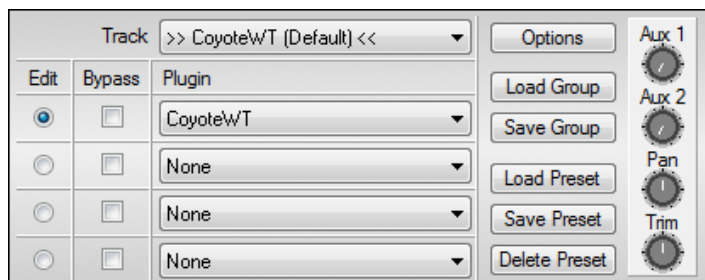 Track >> CoyoteWT (Default) << Options Aux 1
Edit Bypass Plugin Load Group
Aux 2
CoyoteWT Save Group
Pan
None Load Preset
None Save Preset Trim
None Delete Preset